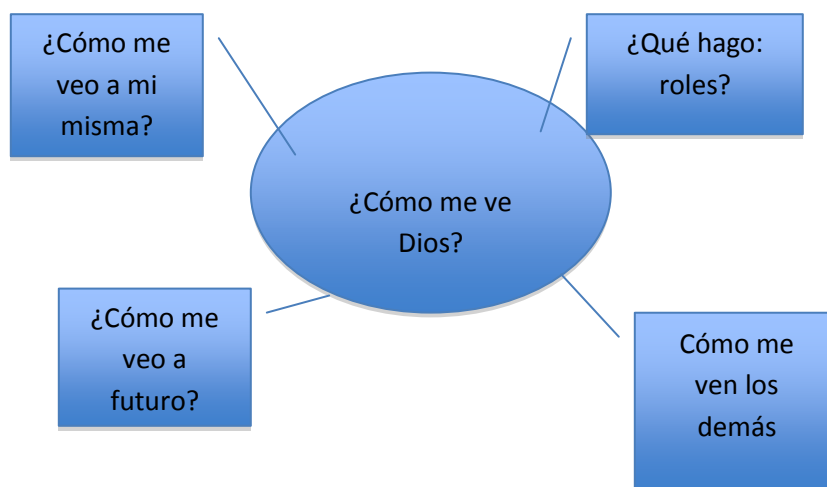 ¿Cómo me
veo a mi
misma?
¿Qué hago:
roles?
¿Cómo me ve
Dios?
¿Cómo me
veo a
futuro?
Cómo me
ven los
demás